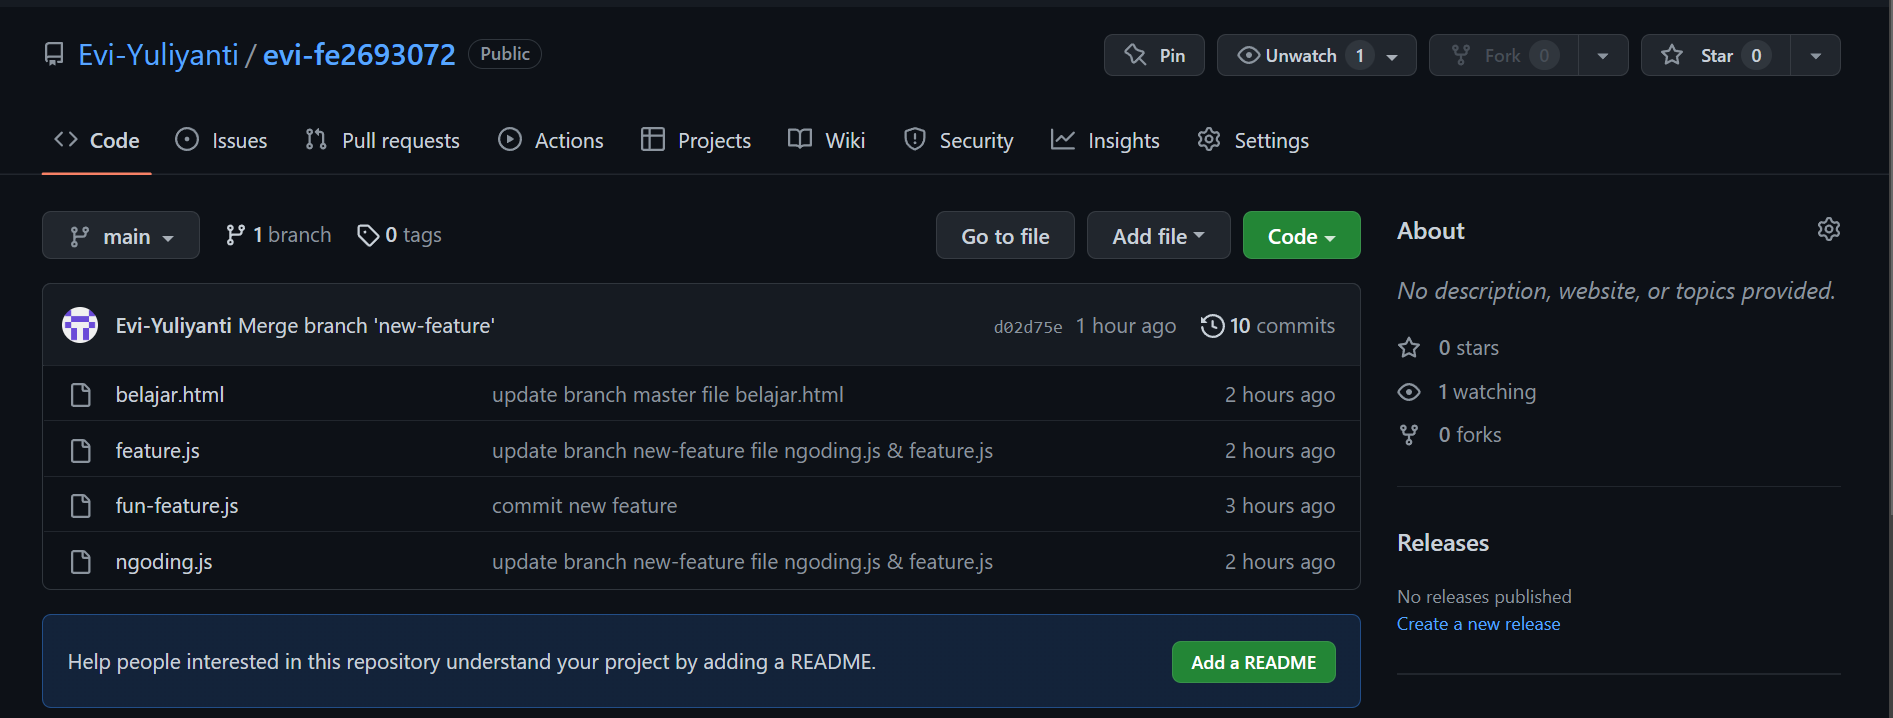 Evi-Yuliyanti / evi-fe2693072 Public Pin Unwatch 1 Fork 0 Star 0
Code Issues Pull requests Actions Projects Wiki Security Insights Settings
main 1 branch 0 tags Go to file Add file Code
Evi-Yuliyanti Merge branch 'new-feature' d02d75e 1 hour ago 10 commits
belajar.html update branch master file belajar.html 2 hours ago
feature.js update branch new-feature file ngoding.js & feature.js 2 hours ago
fun-feature.js commit new feature 3 hours ago
ngoding.js update branch new-feature file ngoding.js & feature.js 2 hours ago
Help people interested in this repository understand your project by adding a README. Add a README
About
No description, website, or topics provided.
0 stars
1 watching
0 forks
Releases
No releases published
Create a new release